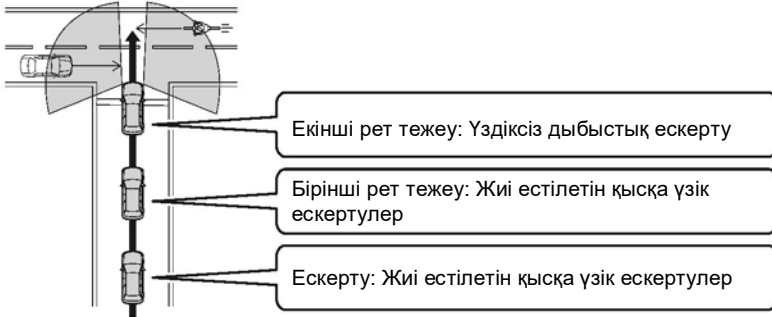 Екінші рет тежеу: Үздіксіз дыбыстық ескерту
Бірінші рет тежеу: Жиі естілетін қысқа үзік
ескертулер
Ескерту: Жиі естілетін қысқа үзік ескертулер